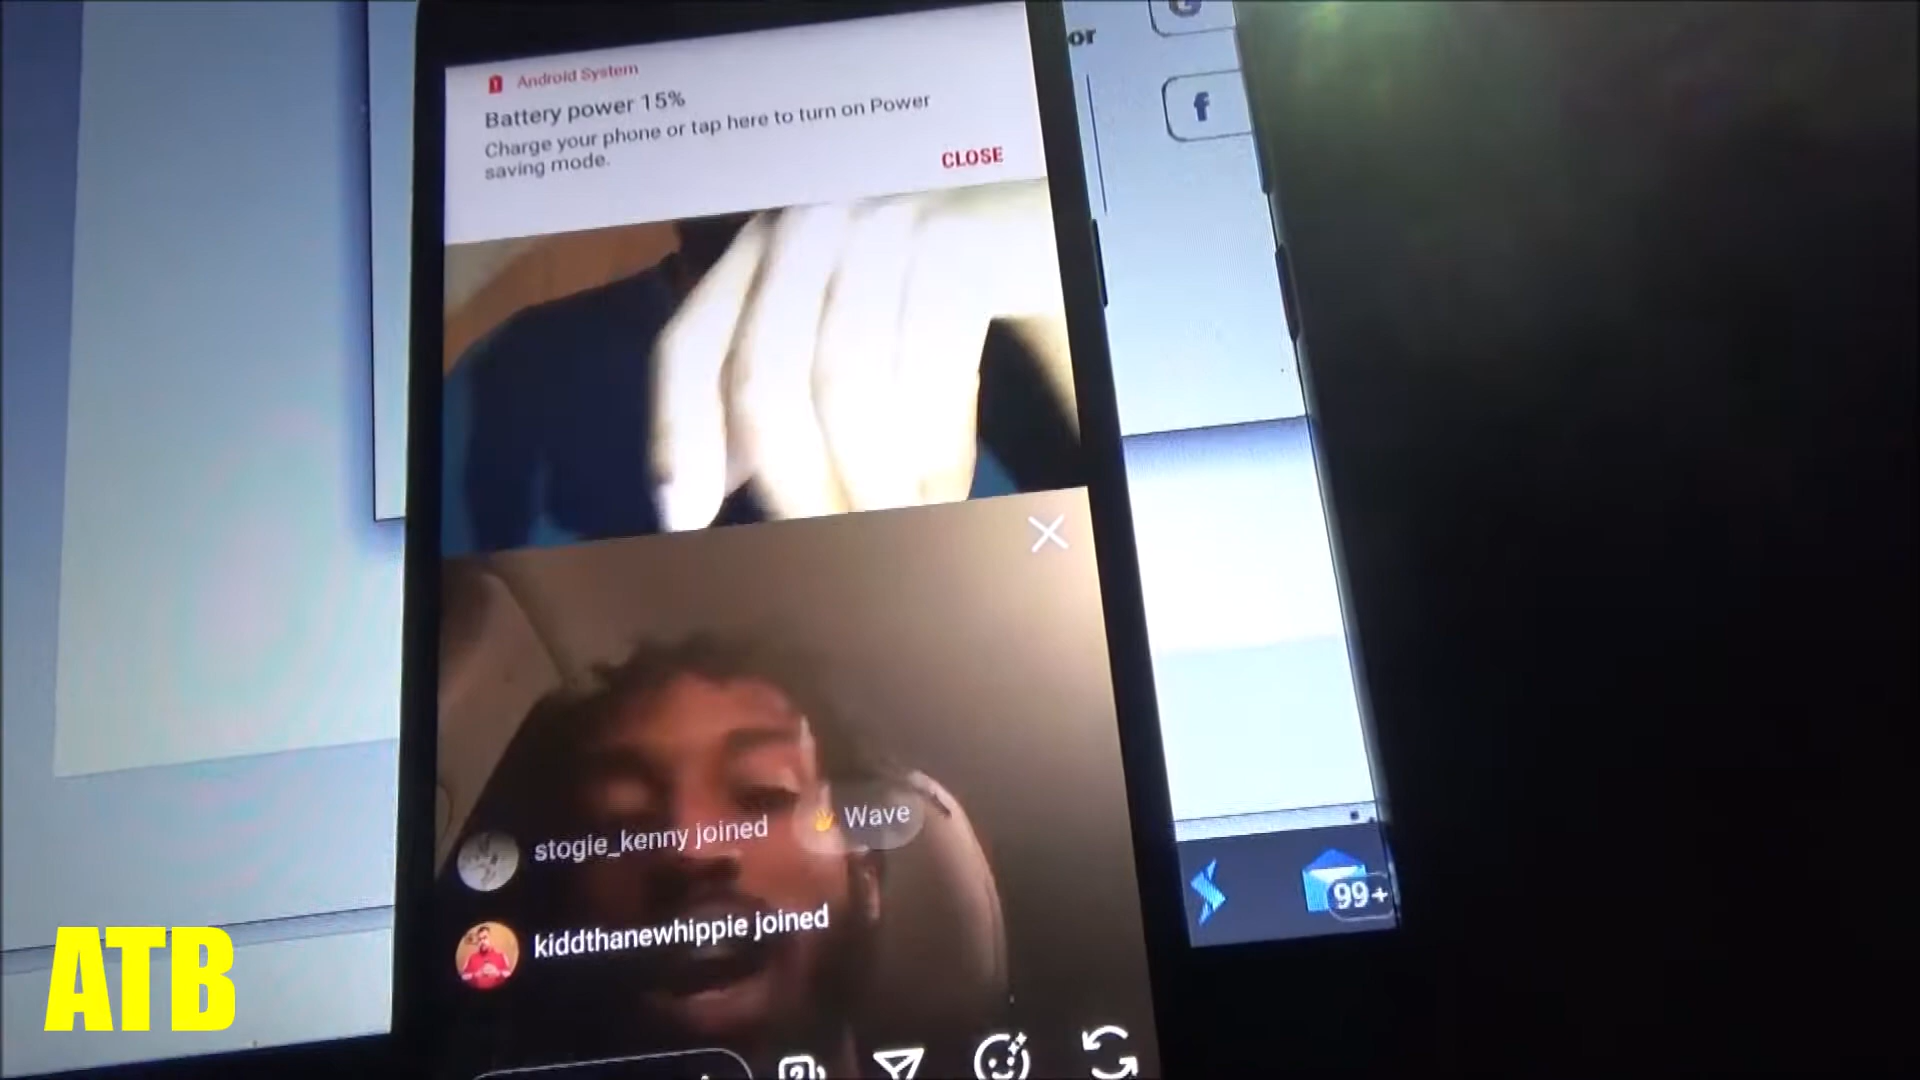 Android System
Battery power 15%
Charge your phone or tap here to turn on Power
saving mode.
CLOSE
or
f
stogie_kenny joined
Wave
kiddthanewhippie joined
99+
ATB